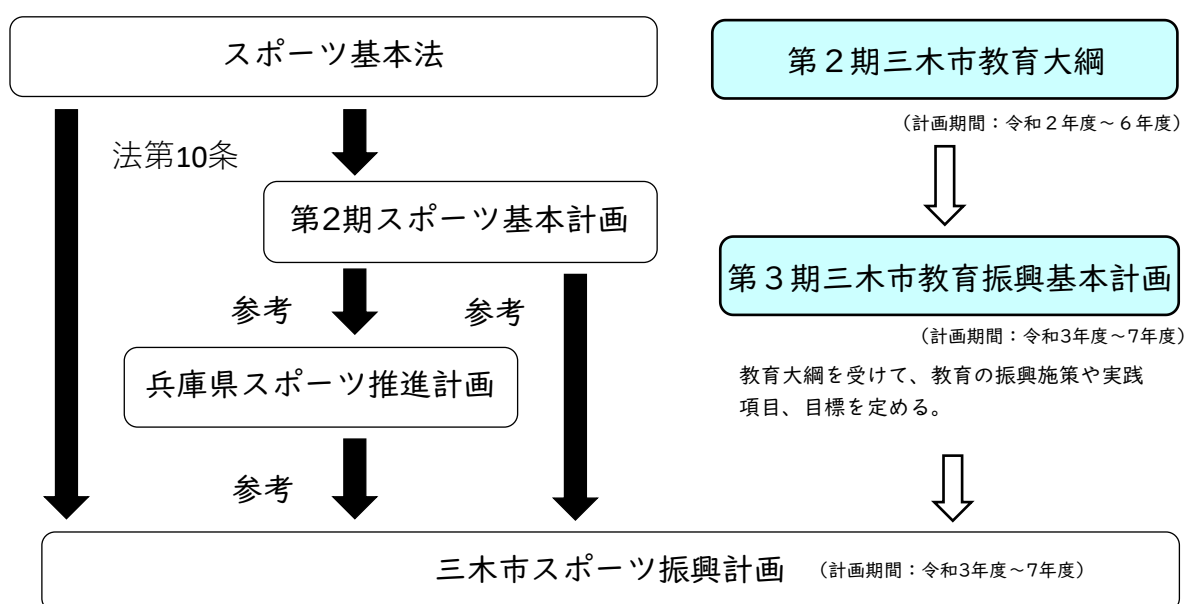 スポーツ基本法
第２期三木市教育大綱
（計画期間：令和２年度～６年度）
法第10条
第2期スポーツ基本計画
第３期三木市教育振興基本計画
参考
参考
（計画期間：令和3年度～7年度）
兵庫県スポーツ推進計画
教育大綱を受けて、教育の振興施策や実践
項目、目標を定める。
参考
三木市スポーツ振興計画 （計画期間：令和3年度～7年度）